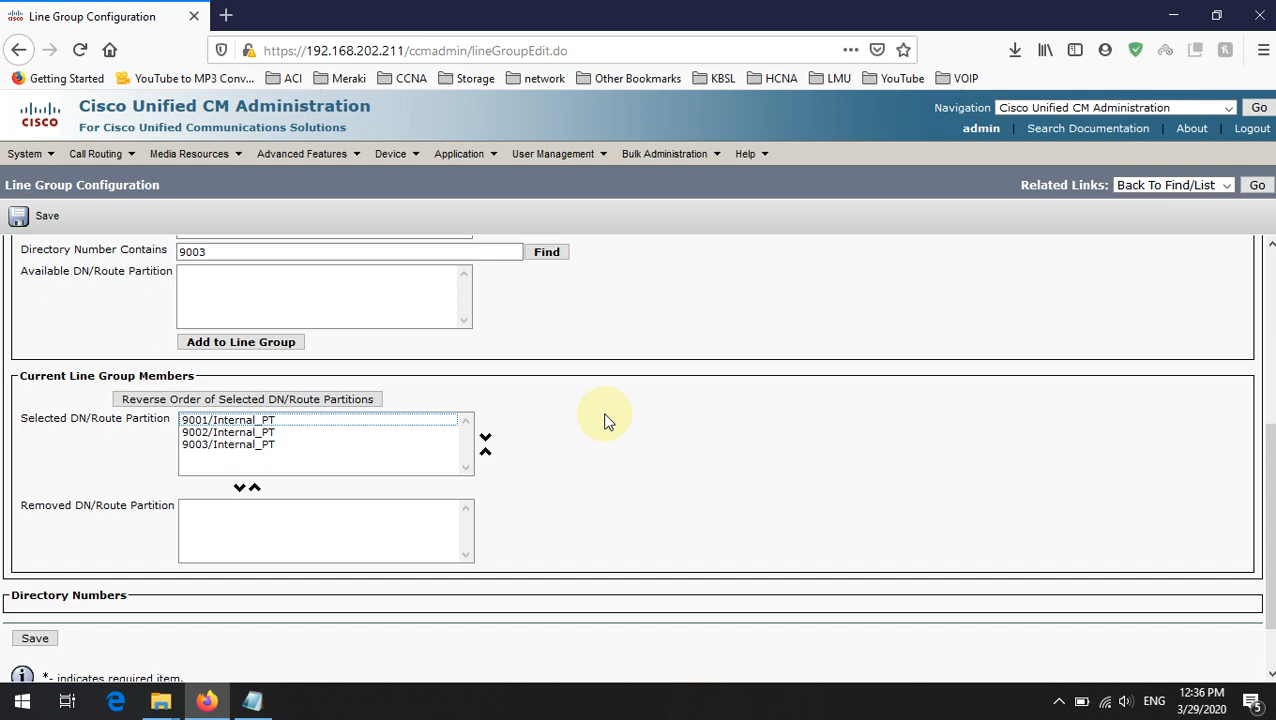 Line Group Configuration
https://192.168.202.211/ccmadmin/lineGroupEdit.do
Getting Started YouTube to MP3 Conv... ACI Meraki CCNA Storage network Other Bookmarks KBSL HCNA LMU YouTube VOIP
CISCO
Cisco Unified CM Administration
For Cisco Unified Communications Solutions
Navigation Cisco Unified CM Administration Go
admin | Search Documentation | About | Logout
System Call Routing Media Resources Advanced Features Device Application User Management Bulk Administration Help
Line Group Configuration
Related Links: Back To Find/List Go
Save
Directory Number Contains 9003 Find
Available DN/Route Partition
Add to Line Group
Current Line Group Members
Reverse Order of Selected DN/Route Partitions
Selected DN/Route Partition
9001/Internal_PT
9002/Internal_PT
9003/Internal_PT
Removed DN/Route Partition
Directory Numbers
Save
*- indicates required item.
ENG
12:36 PM
3/29/2020
5